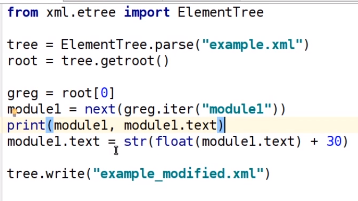 from xml.etree import ElementTree
tree = ElementTree.parse("example.xml")
root = tree.getroot()
greg = root[0]
module1 = next(greg.iter("module1"))
print(module1, module1.text)
module1.text = str(float(module1.text) + 30)
tree.write("example_modified.xml")